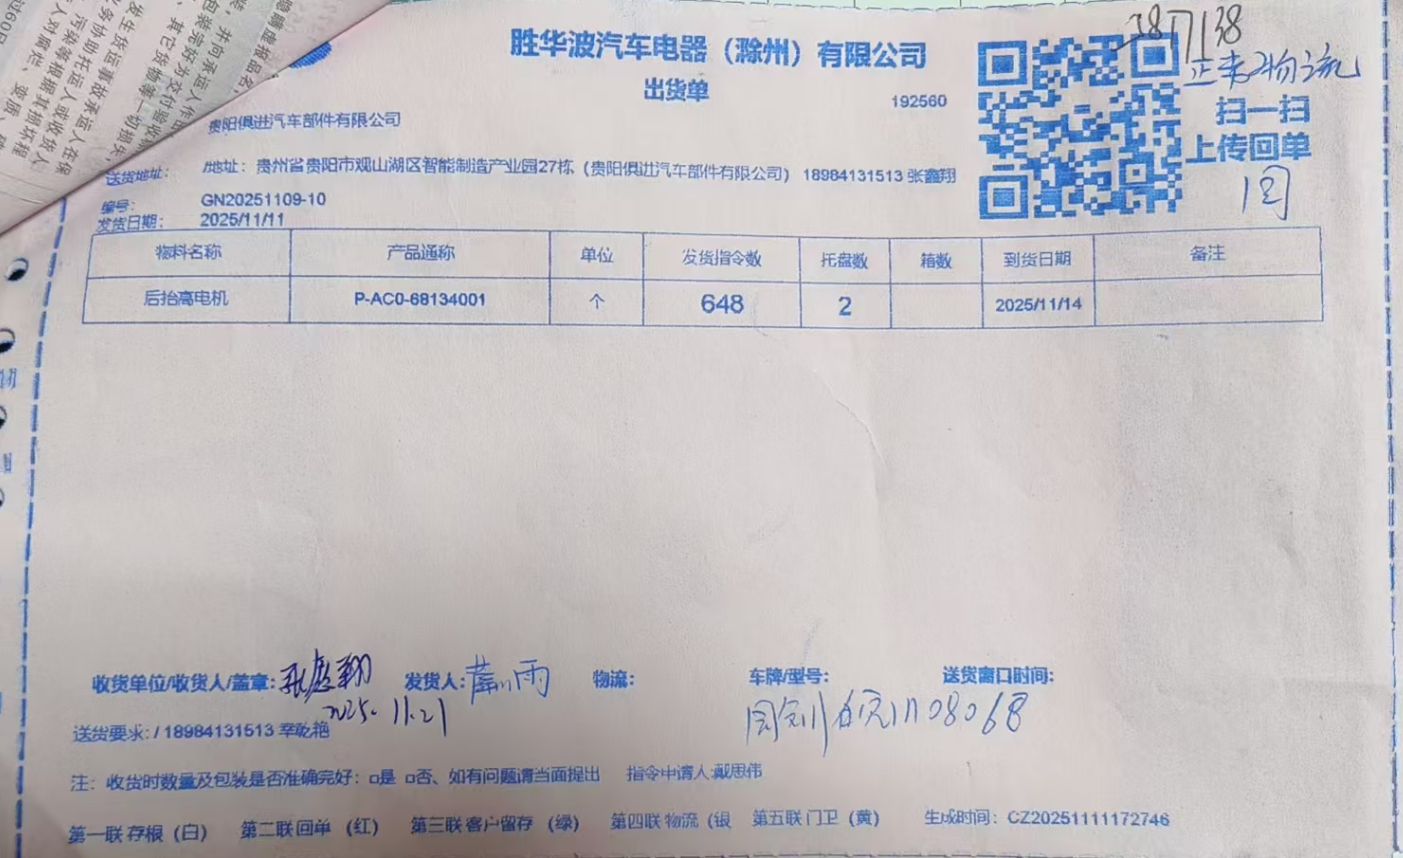 胜华波汽车电器（滁州）有限公司
出货单
192560
正来物流
扫一扫
上传回单
贵阳俱进汽车部件有限公司
送货地址： /地址：贵州省贵阳市观山湖区智能制造产业园27栋（贵阳俱进汽车部件有限公司） 18984131513 张鑫翔
编号： GN20251109-10
发货日期： 2025/11/11
物料名称 产品通称 单位 发货指令数 托盘数 箱数 到货日期 备注
后抬高电机 P-AC0-68134001 个 648 2 2025/11/14
收货单位/收货人/盖章： 发货人： 雨 物流： 车牌/型号： 送货窗口时间：
2025.11.21
08068
送货要求：/ 18984131513 幸乾艳
注：收货时数量及包装是否准确完好：□是 □否、如有问题请当面提出 指令申请人:戴思伟
第一联 存根（白） 第二联 回单 （红） 第三联 客户留存 （绿） 第四联 物流（银 第五联 门卫（黄） 生成时间：CZ20251111172746